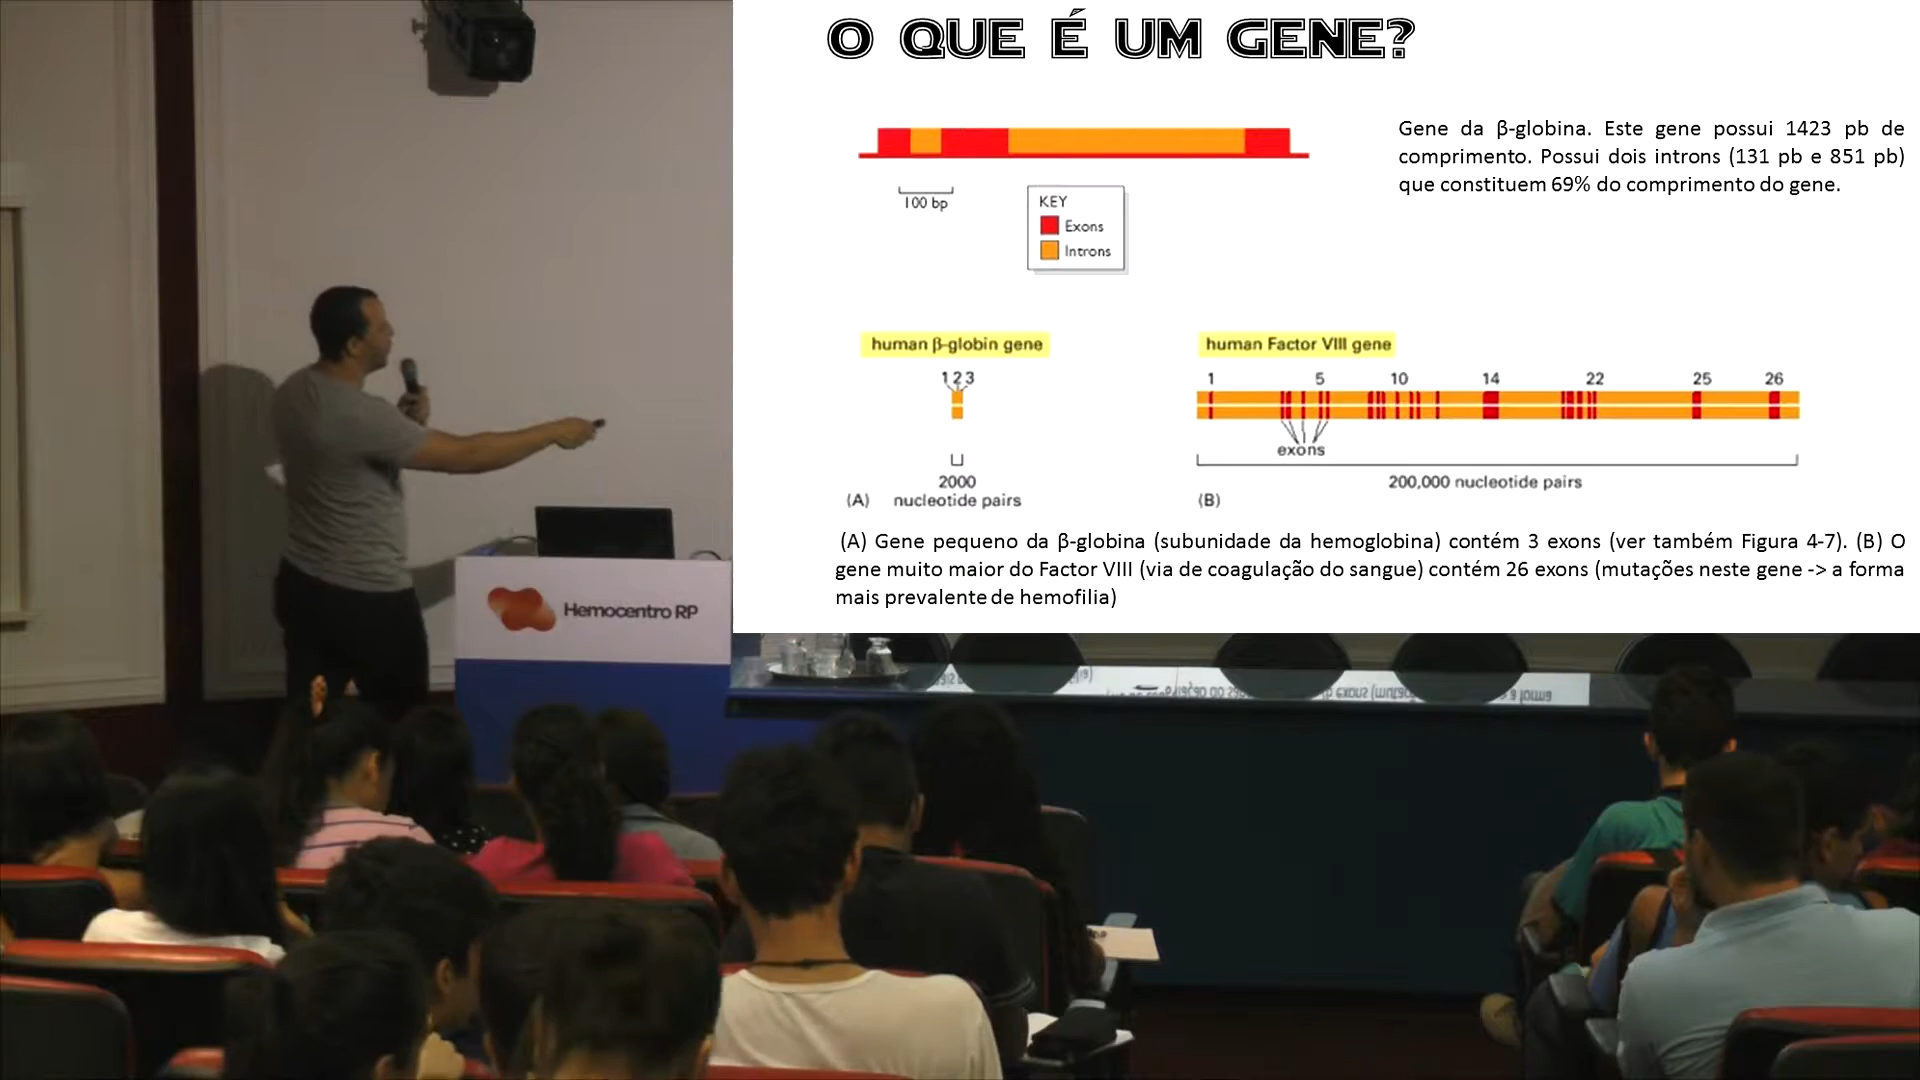 O QUE É UM GENE?
Gene da β-globina. Este gene possui 1423 pb de
comprimento. Possui dois introns (131 pb e 851 pb)
que constituem 69% do comprimento do gene.
100 bp
KEY
Exons
Introns
human β-globin gene
1 2 3
2000
nucleotide pairs
(A)
human Factor VIII gene
1 5 10 14 22 25 26
exons
200,000 nucleotide pairs
(B)
(A) Gene pequeno da β-globina (subunidade da hemoglobina) contém 3 exons (ver também Figura 4-7). (B) O
gene muito maior do Factor VIII (via de coagulação do sangue) contém 26 exons (mutações neste gene -> a forma
mais prevalente de hemofilia)
Hemocentro RP